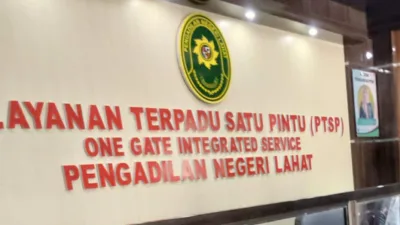 LAYANAN TERPADU SATU PINTU (PTSP)
ONE GATE INTEGRATED SERVICE
PENGADILAN NEGERI LAHAT